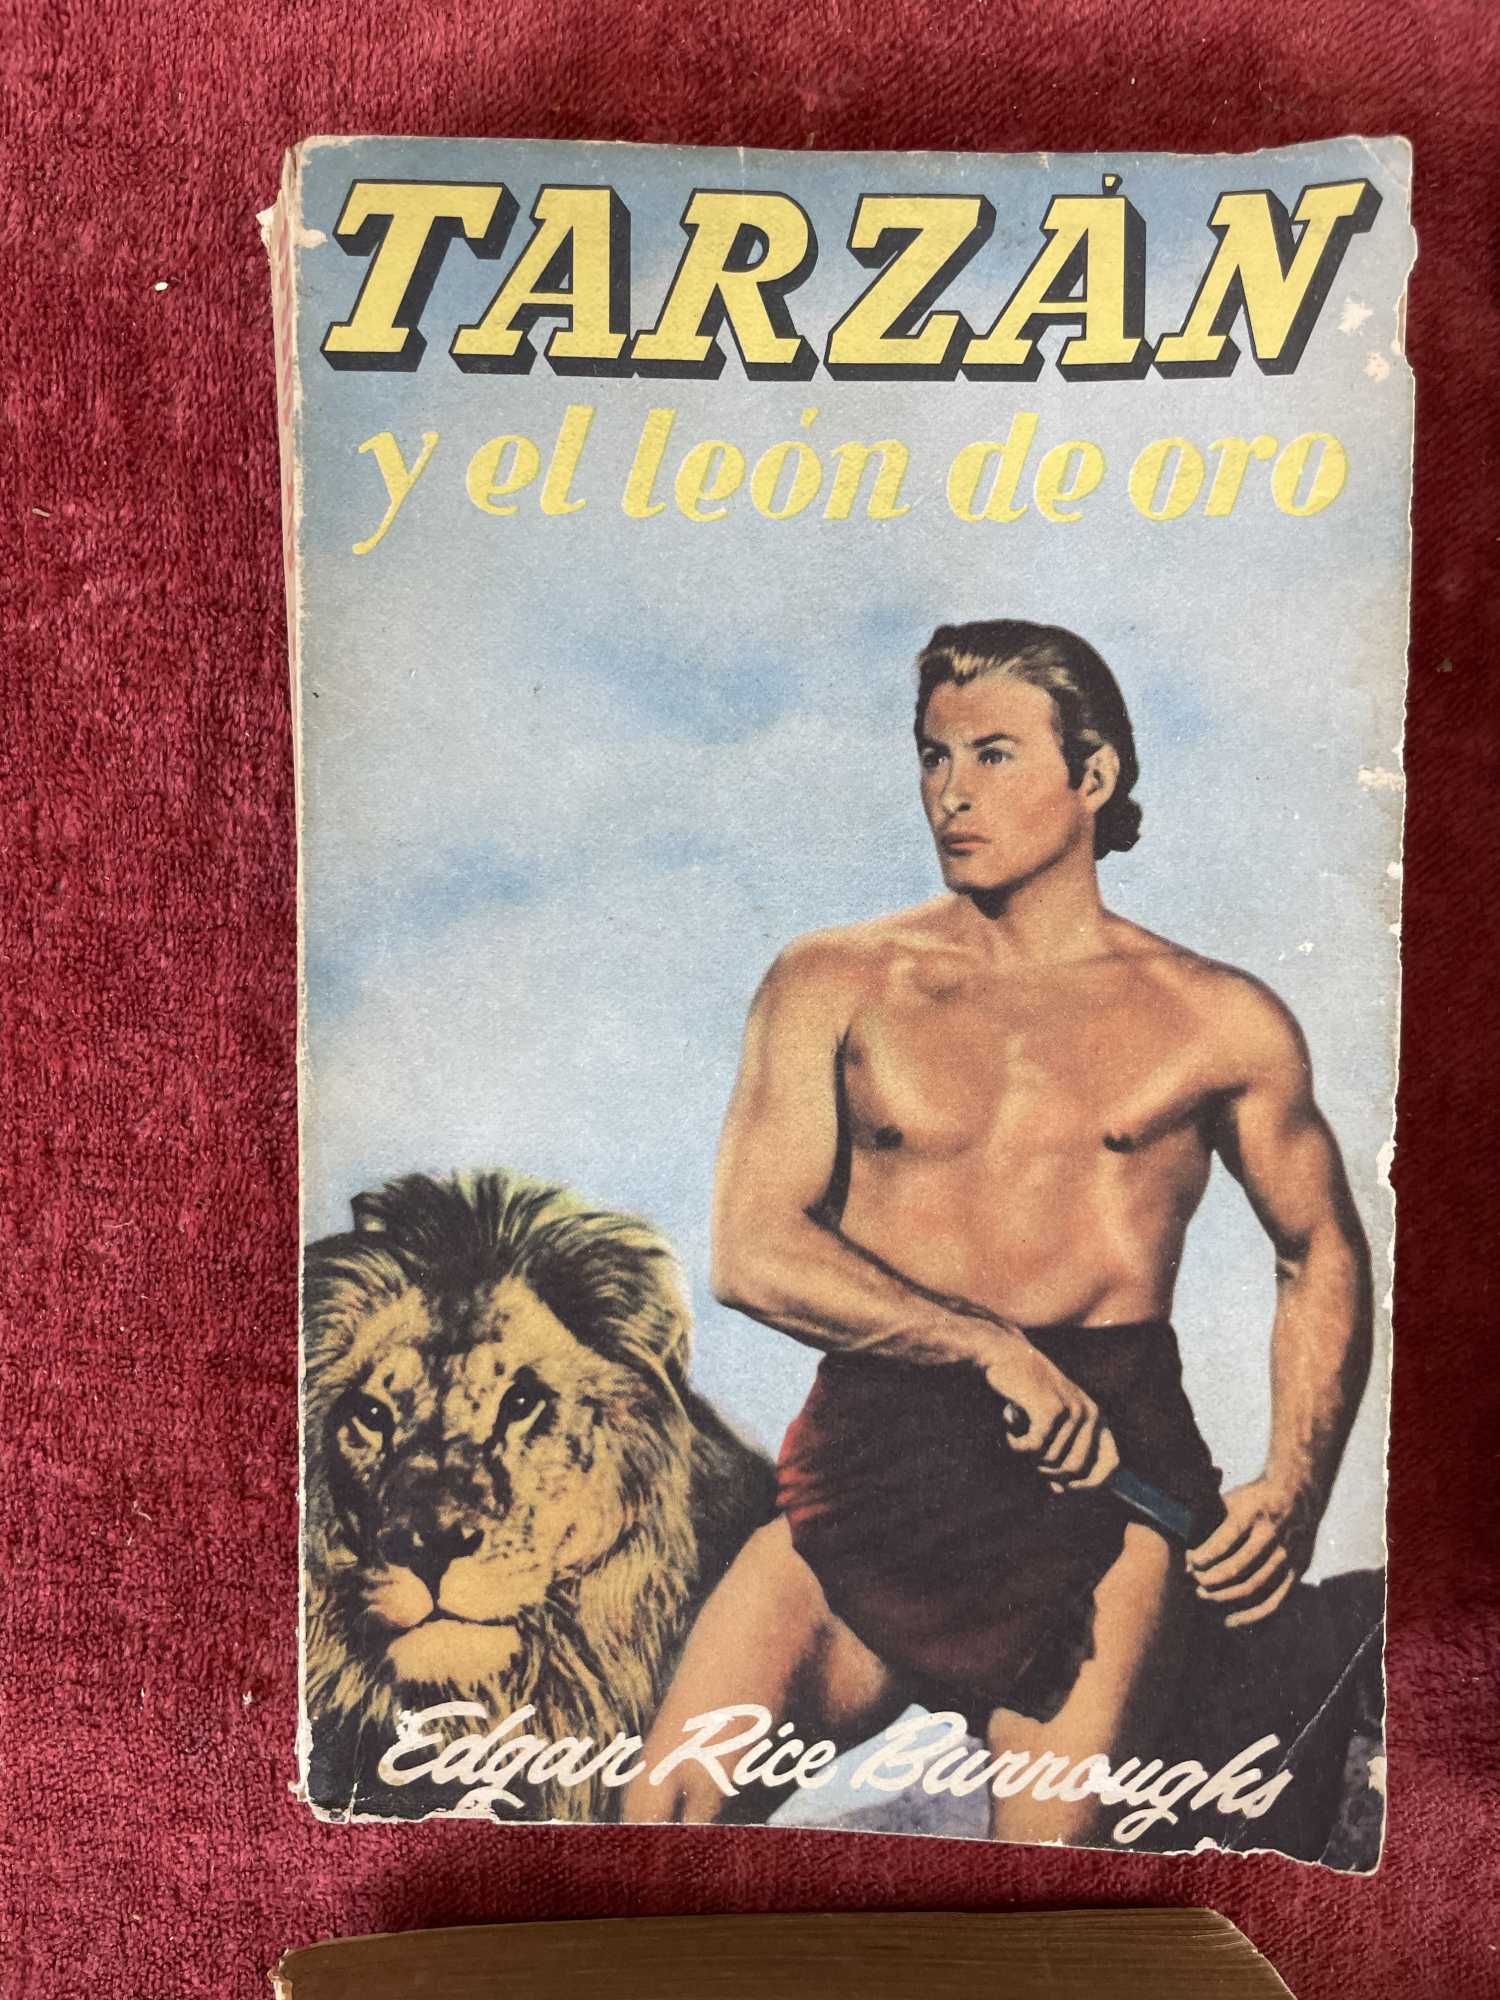 TARZÁN
y el león de oro
Edgar Rice Burroughs